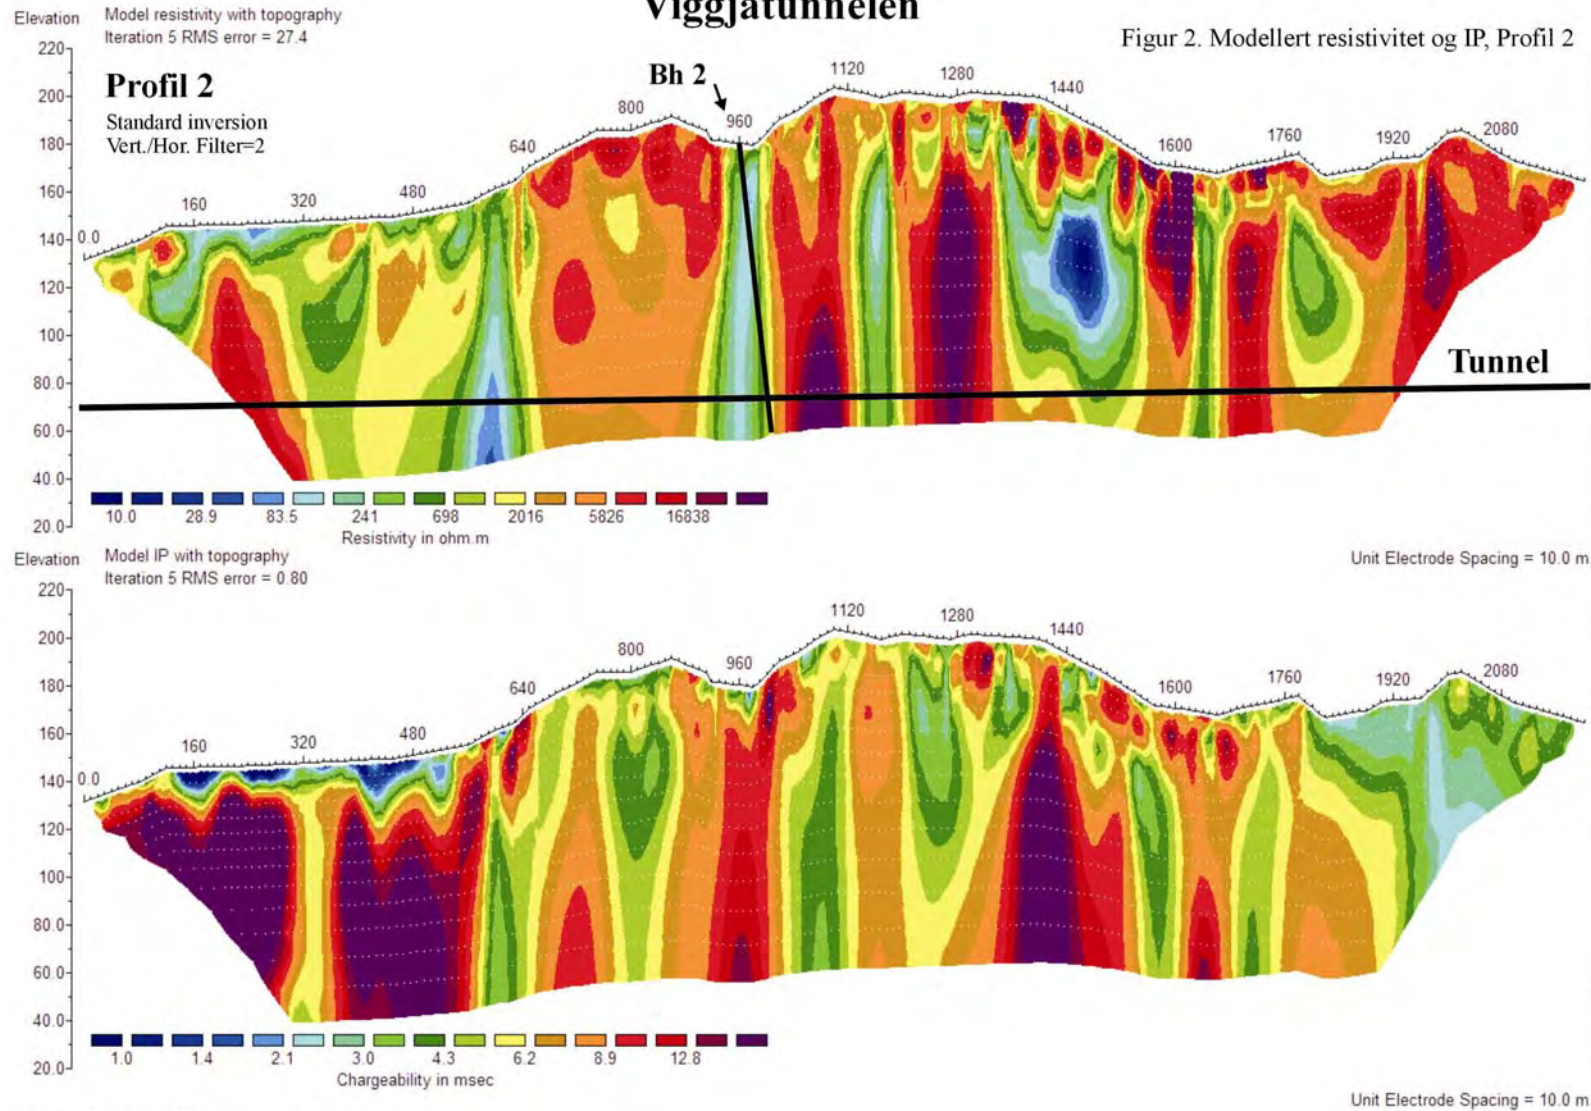 Viggjatunnelen
Elevation
Model resistivity with topography
Iteration 5 RMS error = 27.4
Figur 2. Modellert resistivitet og IP, Profil 2
Profil 2
Standard inversion
Vert./Hor. Filter=2
Bh 2
220
200
180
160
140
120
100
80.0
60.0
40.0
20.0
0.0
160
320
480
640
800
960
1120
1280
1440
1600
1760
1920
2080
Tunnel
10.0 28.9 83.5 241 698 2016 5826 16838
Resistivity in ohm.m
Unit Electrode Spacing = 10.0 m
Elevation
Model IP with topography
Iteration 5 RMS error = 0.80
220
200
180
160
140
120
100
80.0
60.0
40.0
20.0
0.0
160
320
480
640
800
960
1120
1280
1440
1600
1760
1920
2080
1.0 1.4 2.1 3.0 4.3 6.2 8.9 12.8
Chargeability in msec
Unit Electrode Spacing = 10.0 m